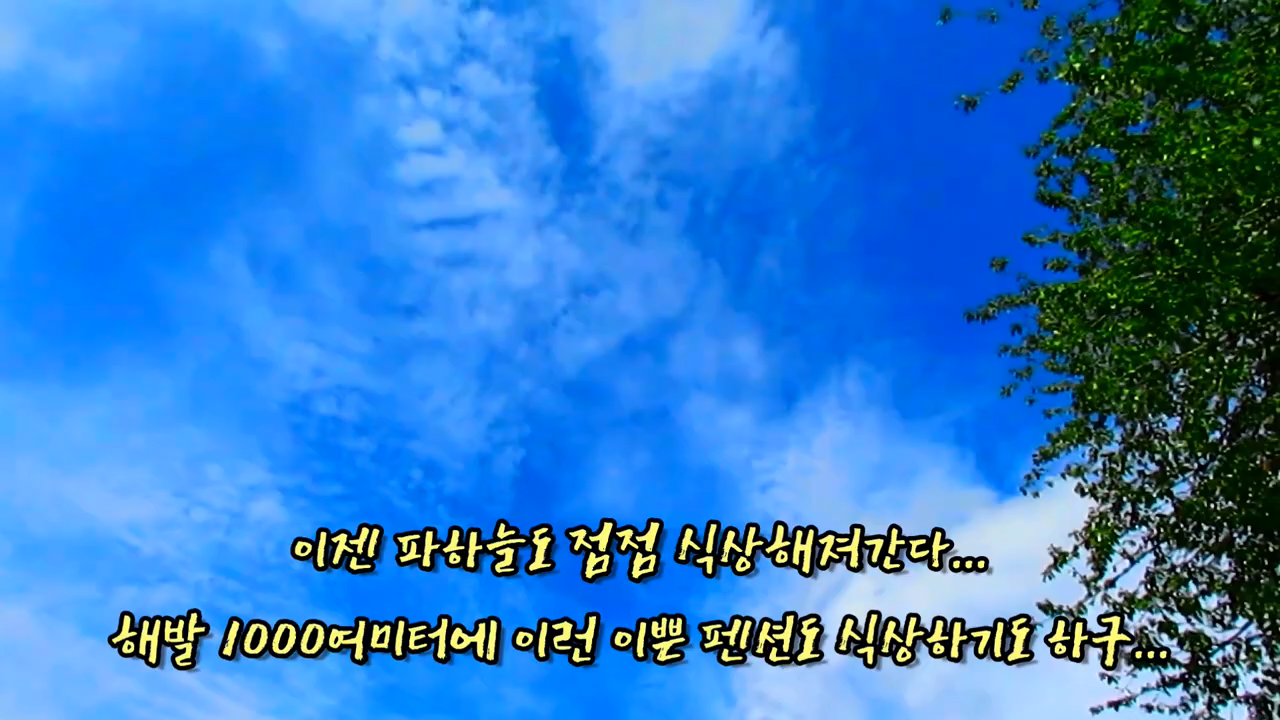 이젠 파하늘도 점점 식상해져간다...
해발 1000여미터에 이런 이쁜 펜션도 식상하기도 하구...